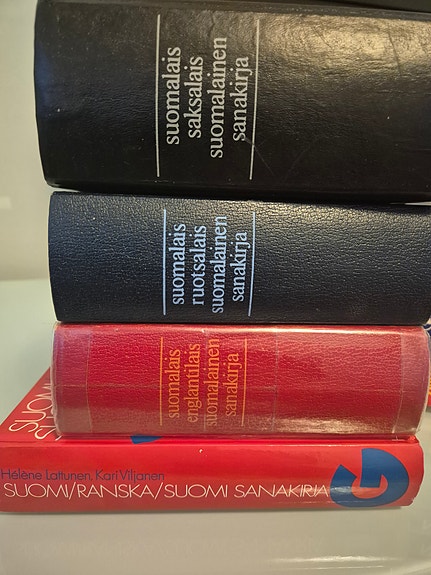 suomalais
saksalais
suomalainen
sanakirja
suomalais
ruotsalais
suomalainen
sanakirja
suomalais
englantilais
suomalainen
sanakirja
Hélène Lattunen, Kari Viljanen
SUOMI/RANSKA/SUOMI SANAKIRJA